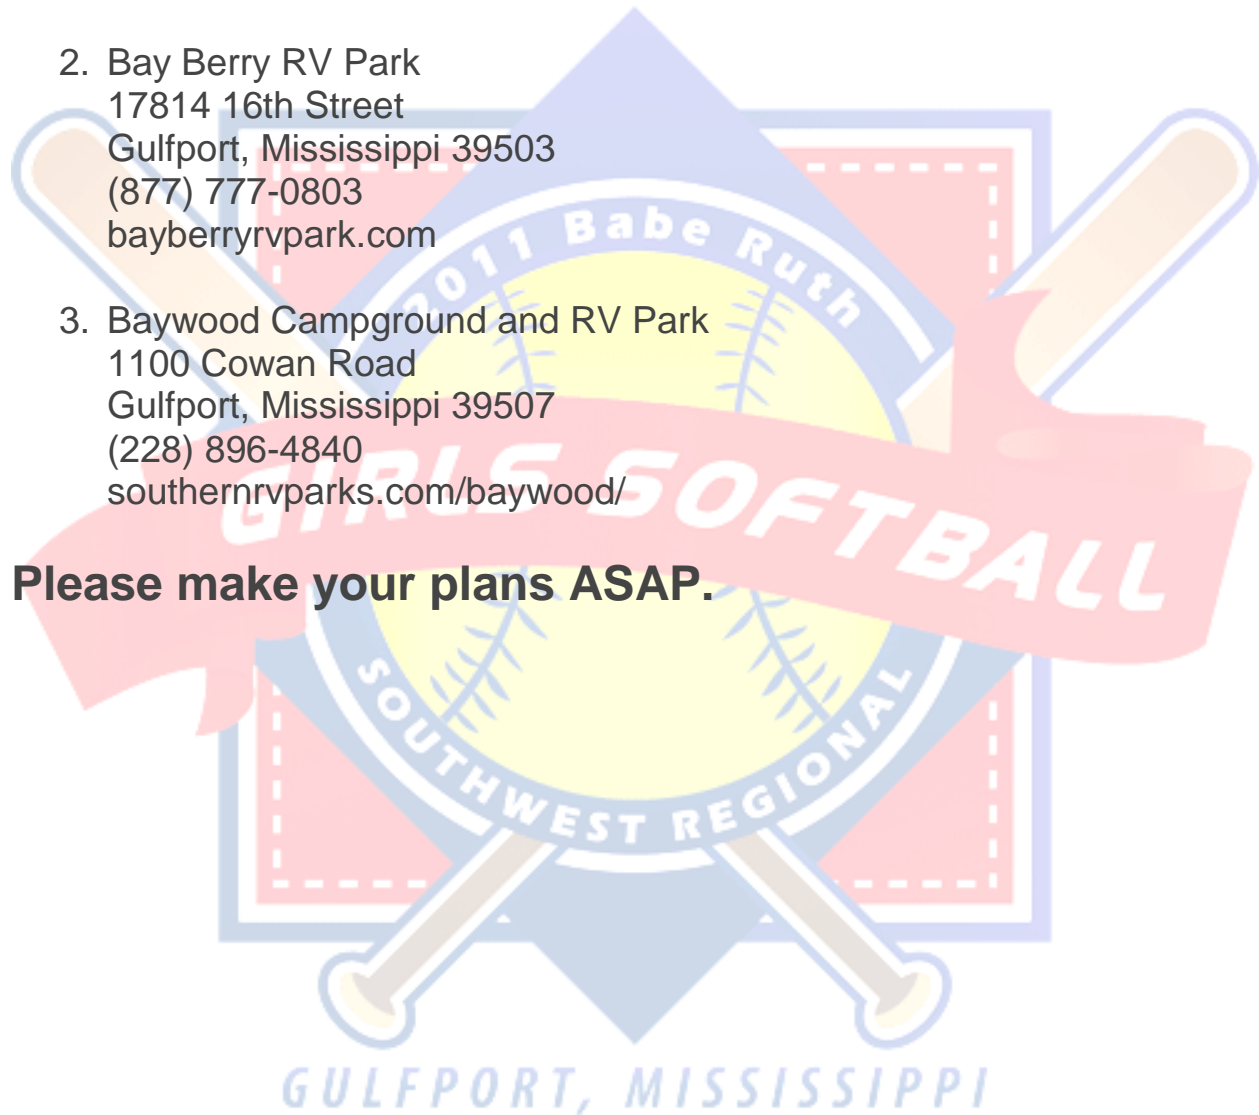 2. Bay Berry RV Park
17814 16th Street
Gulfport, Mississippi 39503
(877) 777-0803
bayberryrvpark.com
3. Baywood Campground and RV Park
1100 Cowan Road
Gulfport, Mississippi 39507
(228) 896-4840
southernrvparks.com/baywood/
Please make your plans ASAP.
2011 Babe Ruth
GIRLS SOFTBALL
SOUTHWEST REGIONAL
GULFPORT, MISSISSIPPI